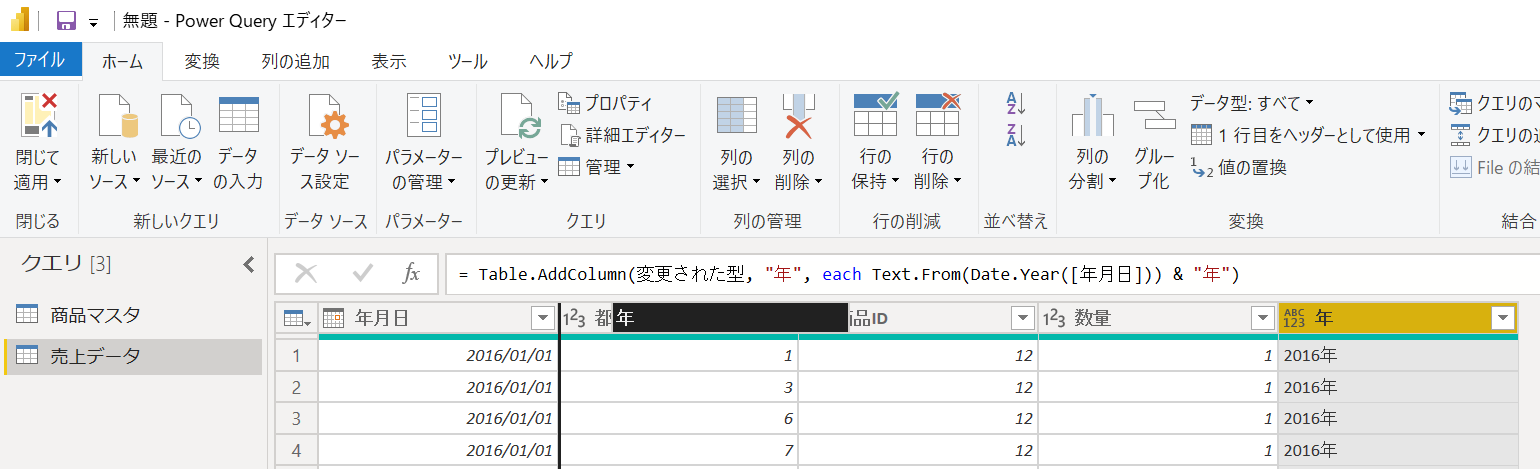 無題 - Power Query エディター
ファイル ホーム 変換 列の追加 表示 ツール ヘルプ
閉じて
適用
閉じる
新しい
ソース
最近の
ソース
データ
の入力
新しいクエリ
データ ソー
ス設定
データ ソース
パラメーター
の管理
パラメーター
プレビュー
の更新
プロパティ
詳細エディター
管理
クエリ
列の
選択
列の
削除
列の管理
行の
保持
行の
削除
行の削減
A
Z
Z
A
並べ替え
列の
分割
グルー
プ化
データ型: すべて
1 行目をヘッダーとして使用
1
2
値の置換
変換
クエリのマ
クエリの追
File の結
結合
クエリ [3]
商品マスタ
売上データ
fx
= Table.AddColumn(変更された型, "年", each Text.From(Date.Year([年月日])) & "年")
年月日 123 都 年 品ID 123 数量 ABC 123 年
1 2016/01/01 1 12 1 2016年
2 2016/01/01 3 12 1 2016年
3 2016/01/01 6 12 1 2016年
4 2016/01/01 7 12 1 2016年